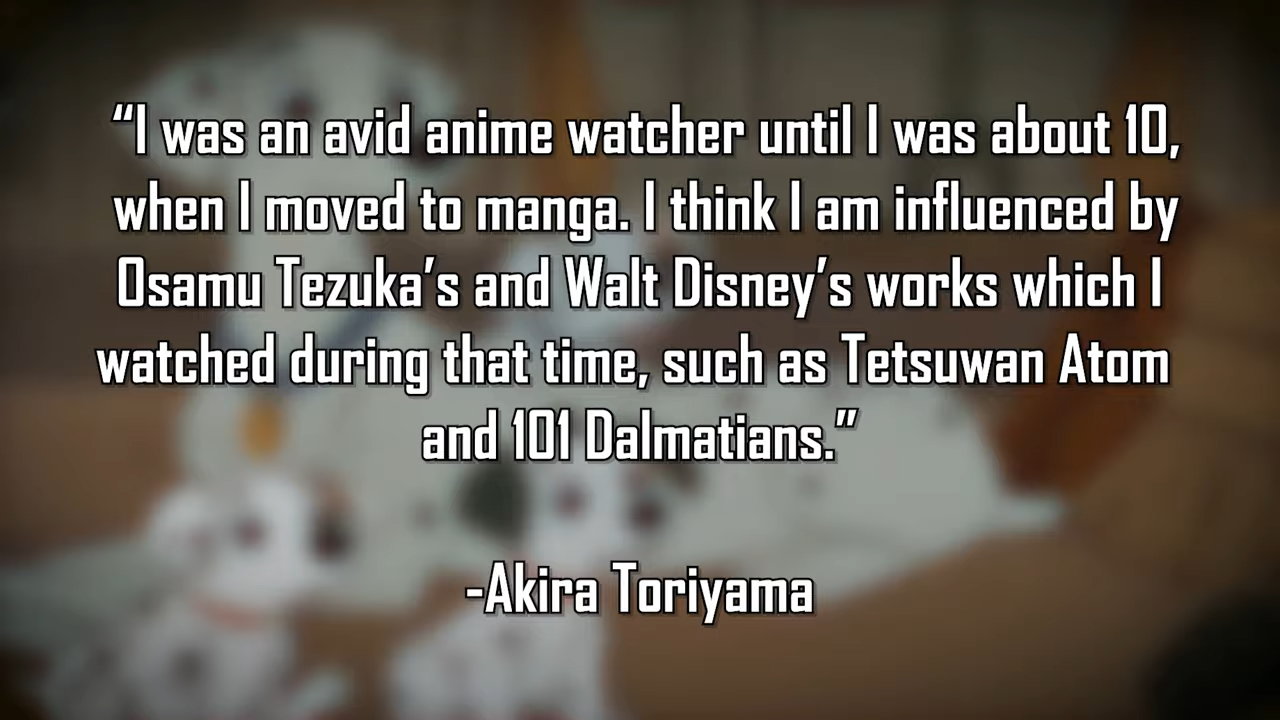 “I was an avid anime watcher until I was about 10,
when I moved to manga. I think I am influenced by
Osamu Tezuka’s and Walt Disney’s works which I
watched during that time, such as Tetsuwan Atom
and 101 Dalmatians.”
-Akira Toriyama